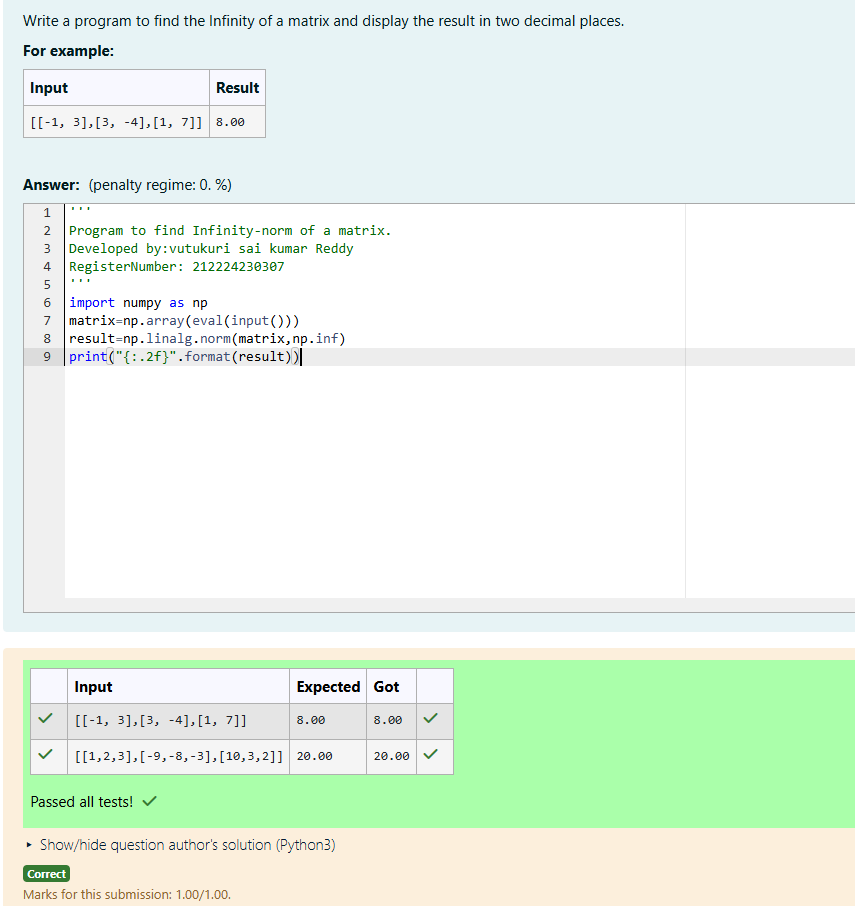 Write a program to find the Infinity of a matrix and display the result in two decimal places.
For example:
Input Result
[[-1, 3],[3, -4],[1, 7]] 8.00
Answer: (penalty regime: 0. %)
1 '''
2 Program to find Infinity-norm of a matrix.
3 Developed by:vutukuri sai kumar Reddy
4 RegisterNumber: 212224230307
5 '''
6 import numpy as np
7 matrix=np.array(eval(input()))
8 result=np.linalg.norm(matrix,np.inf)
9 print("{:.2f}".format(result))
Input Expected Got
[[-1, 3],[3, -4],[1, 7]] 8.00 8.00
[[1,2,3],[-9,-8,-3],[10,3,2]] 20.00 20.00
Passed all tests!
Show/hide question author's solution (Python3)
Correct
Marks for this submission: 1.00/1.00.